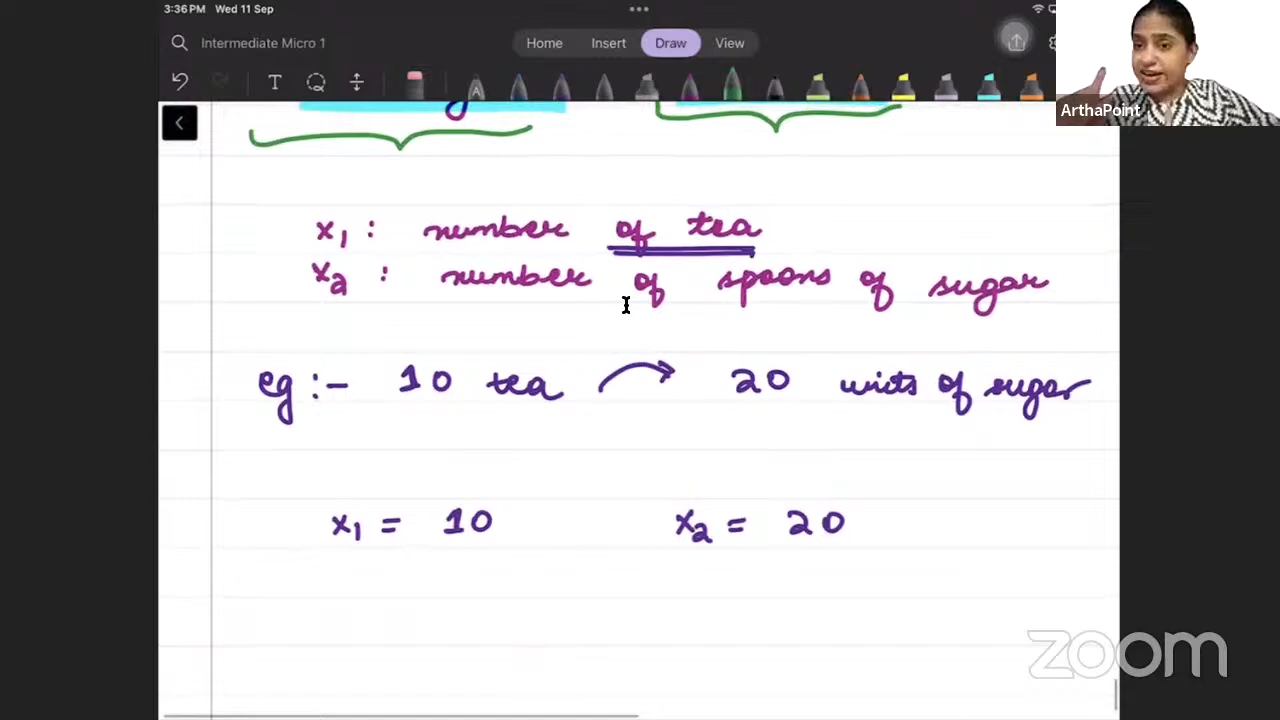 3:36 PM Wed 11 Sep
Intermediate Micro 1
Home Insert Draw View
ArthaPoint
x₁ : number of tea
x₂ : number of spoons of sugar
eg :- 10 tea → 20 units of sugar
x₁ = 10 x₂ = 20
zoom